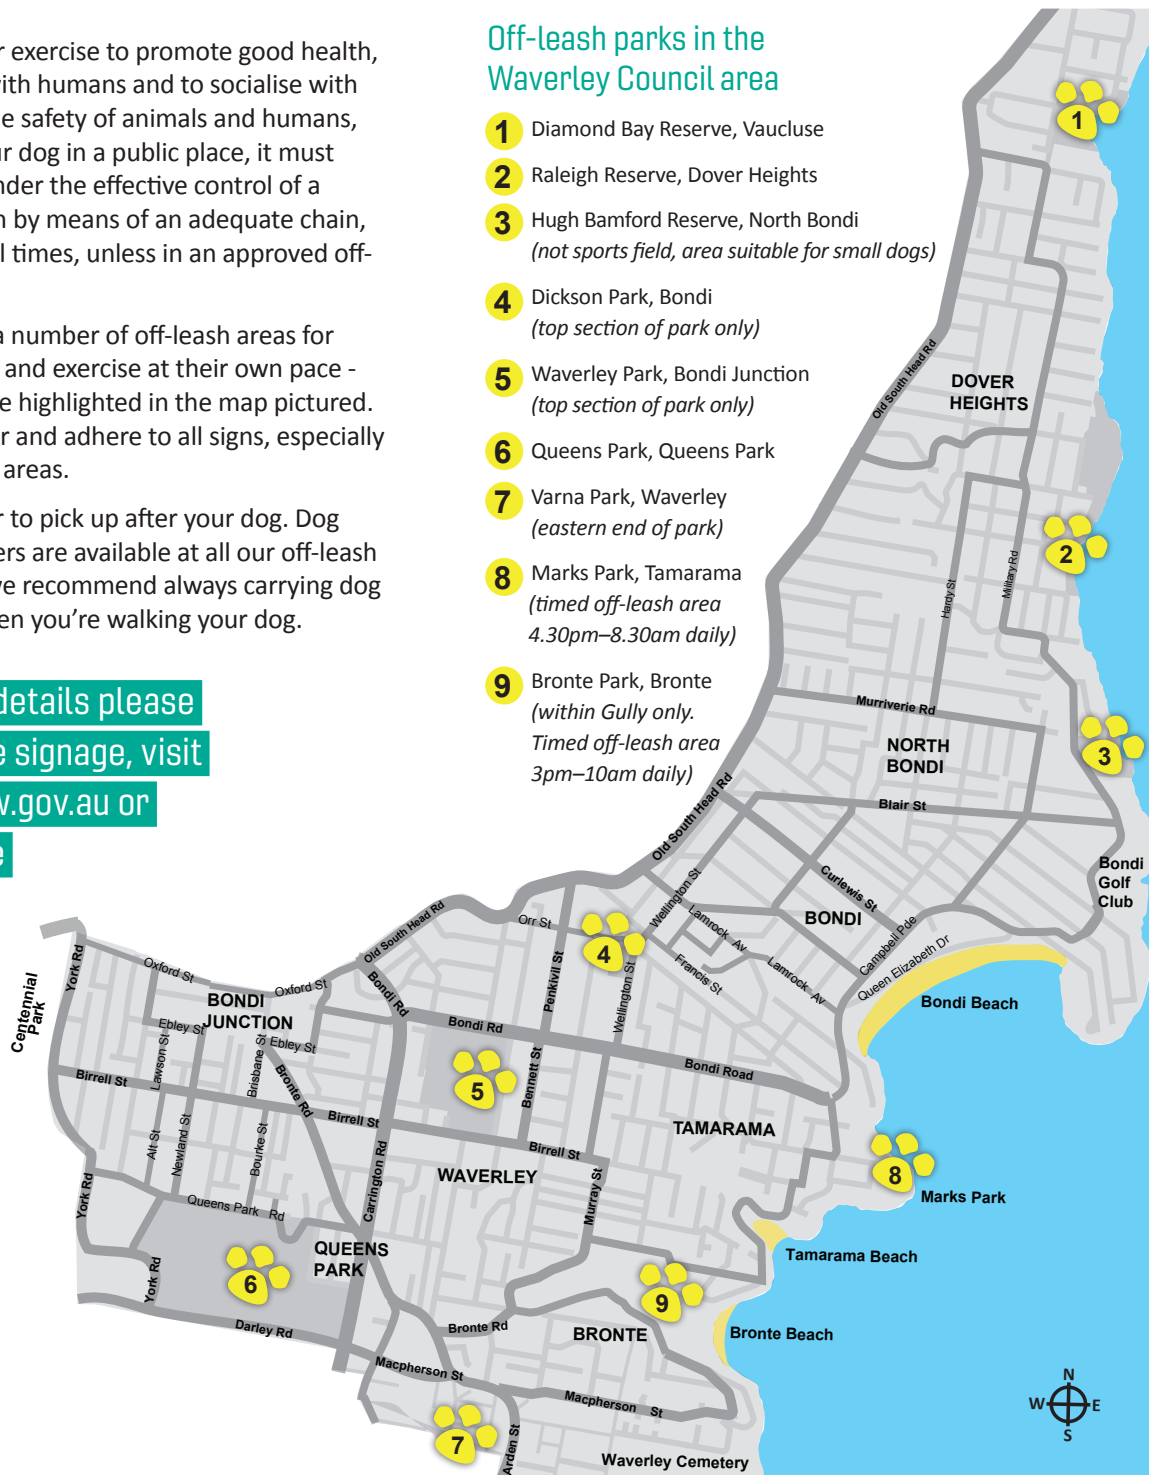 r exercise to promote good health,
with humans and to socialise with
e safety of animals and humans,
ur dog in a public place, it must
nder the effective control of a
n by means of an adequate chain,
l times, unless in an approved off-
a number of off-leash areas for
and exercise at their own pace -
e highlighted in the map pictured.
r and adhere to all signs, especially
areas.
r to pick up after your dog. Dog
ers are available at all our off-leash
ve recommend always carrying dog
en you're walking your dog.
details please
e signage, visit
w.gov.au or
e
Off-leash parks in the
Waverley Council area
1 Diamond Bay Reserve, Vaucluse
2 Raleigh Reserve, Dover Heights
3 Hugh Bamford Reserve, North Bondi
(not sports field, area suitable for small dogs)
4 Dickson Park, Bondi
(top section of park only)
5 Waverley Park, Bondi Junction
(top section of park only)
6 Queens Park, Queens Park
7 Varna Park, Waverley
(eastern end of park)
8 Marks Park, Tamarama
(timed off-leash area
4.30pm–8.30am daily)
9 Bronte Park, Bronte
(within Gully only.
Timed off-leash area
3pm–10am daily)
1
Old South Head Rd
DOVER
HEIGHTS
2
Hardy St
Military Rd
Murriverie Rd
NORTH
BONDI
3
Blair St
Old South Head Rd
Curlewis St
Bondi
Golf
Club
Wellington St
BONDI
Lamrock Av
Campbell Pde
Queen Elizabeth Dr
Lamrock Av
Francis St
Orr St
4
Old South Head Rd
Penkivil St
Wellington St
Bondi Beach
Centennial
Park
York Rd
Oxford St
Oxford St
BONDI
JUNCTION
Bondi Rd
Bondi Rd
Bondi Road
Ebley St
Ebley St
Lawson St
Brisbane St
Bronte Rd
Birrell St
Birrell St
Birrell St
5
Bennett St
TAMARAMA
Alt St
Newland St
Bourke St
Carrington Rd
WAVERLEY
Murray St
8
Marks Park
York Rd
Queens Park Rd
QUEENS
PARK
Tamarama Beach
York Rd
6
9
Darley Rd
Bronte Rd
BRONTE
Bronte Beach
Macpherson St
Macpherson St
7
Arden St
Waverley Cemetery
N
W
E
S